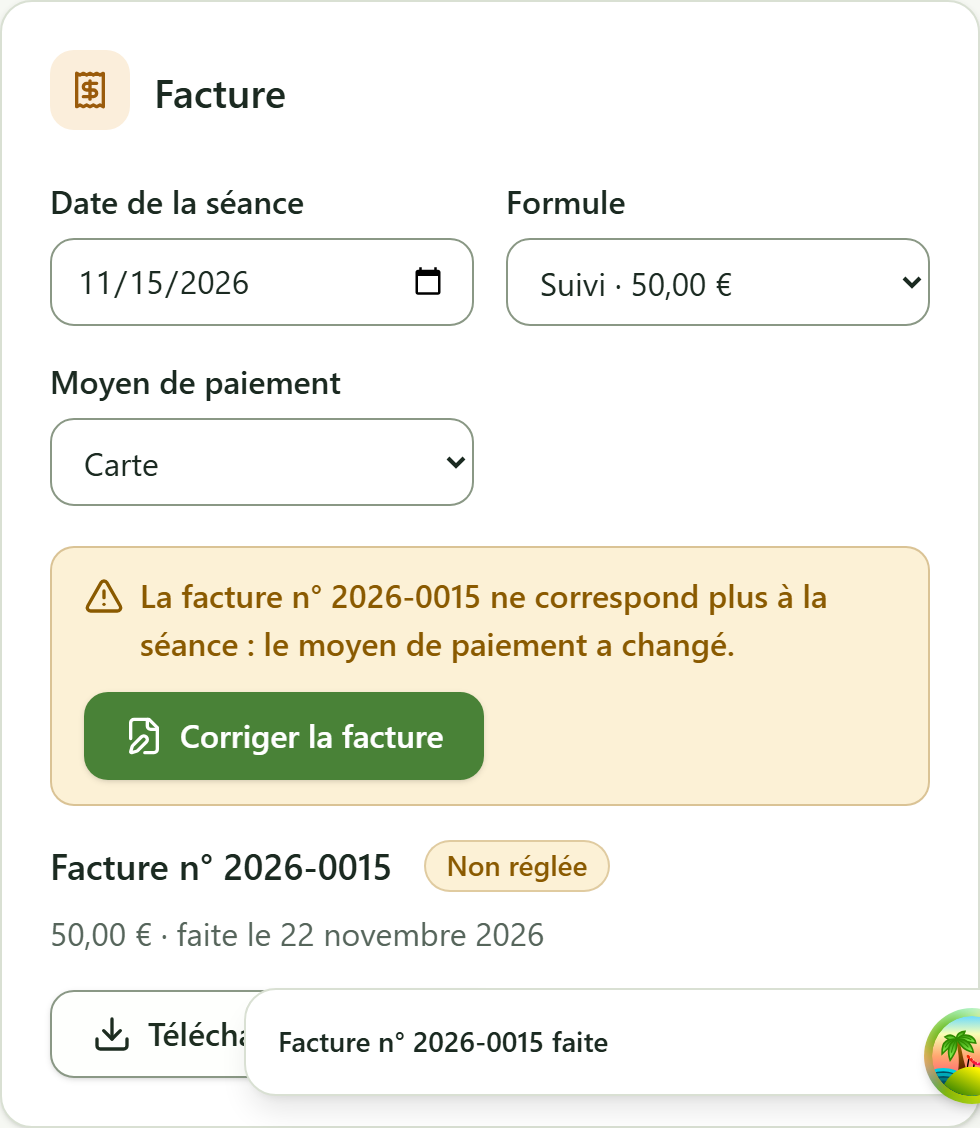 Facture
Date de la séance
Formule
11/15/2026
Suivi · 50,00 €
Moyen de paiement
Carte
La facture n° 2026-0015 ne correspond plus à la
séance : le moyen de paiement a changé.
Corriger la facture
Facture n° 2026-0015
Non réglée
50,00 € · faite le 22 novembre 2026
Facture n° 2026-0015 faite